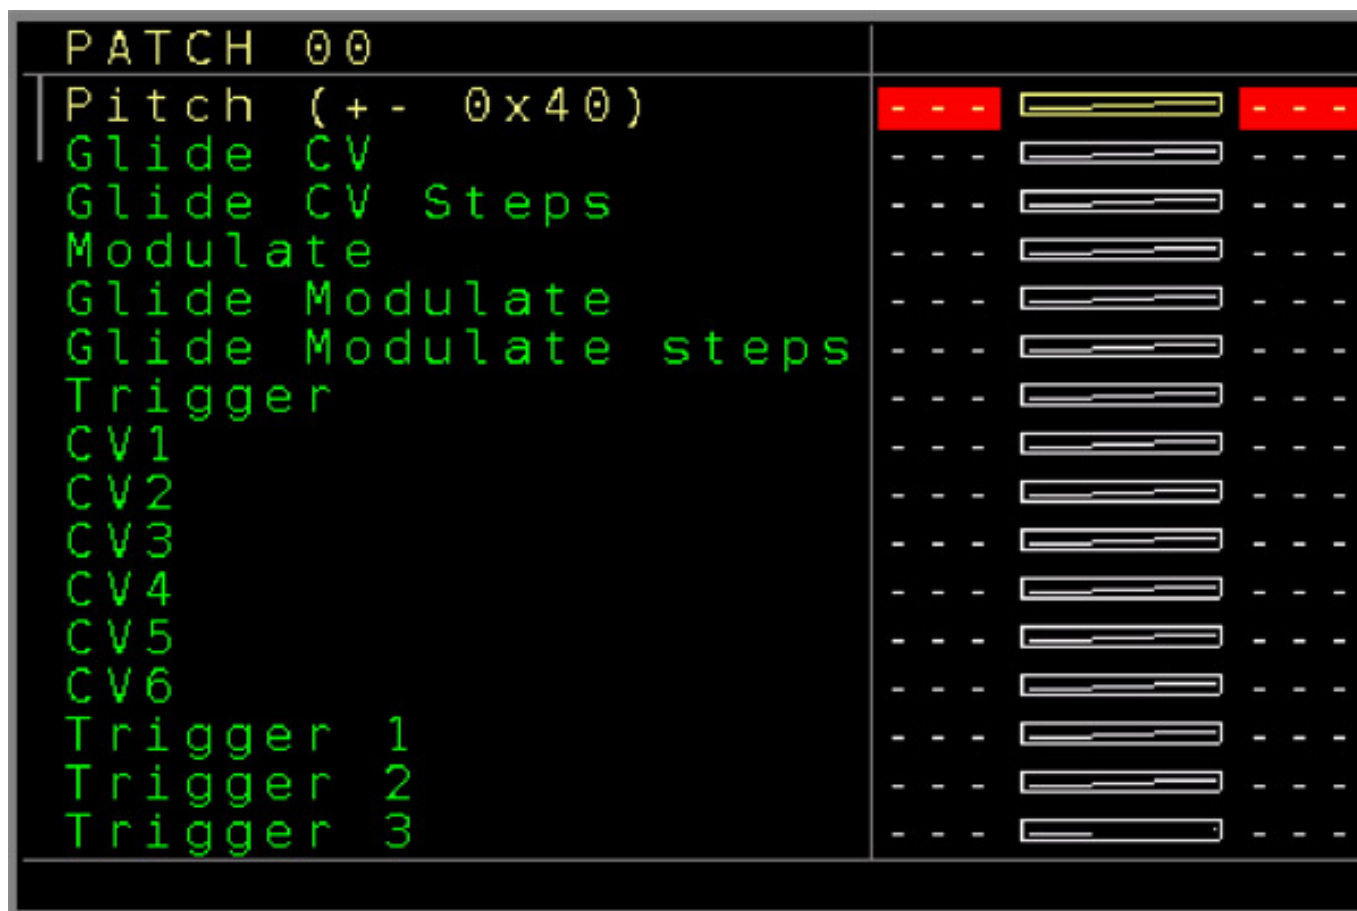 PATCH 00
Pitch (+- 0x40) - - - - - -
Glide CV - - - - - -
Glide CV Steps - - - - - -
Modulate - - - - - -
Glide Modulate - - - - - -
Glide Modulate steps - - - - - -
Trigger - - - - - -
CV1 - - - - - -
CV2 - - - - - -
CV3 - - - - - -
CV4 - - - - - -
CV5 - - - - - -
CV6 - - - - - -
Trigger 1 - - - - - -
Trigger 2 - - - - - -
Trigger 3 - - - - - -